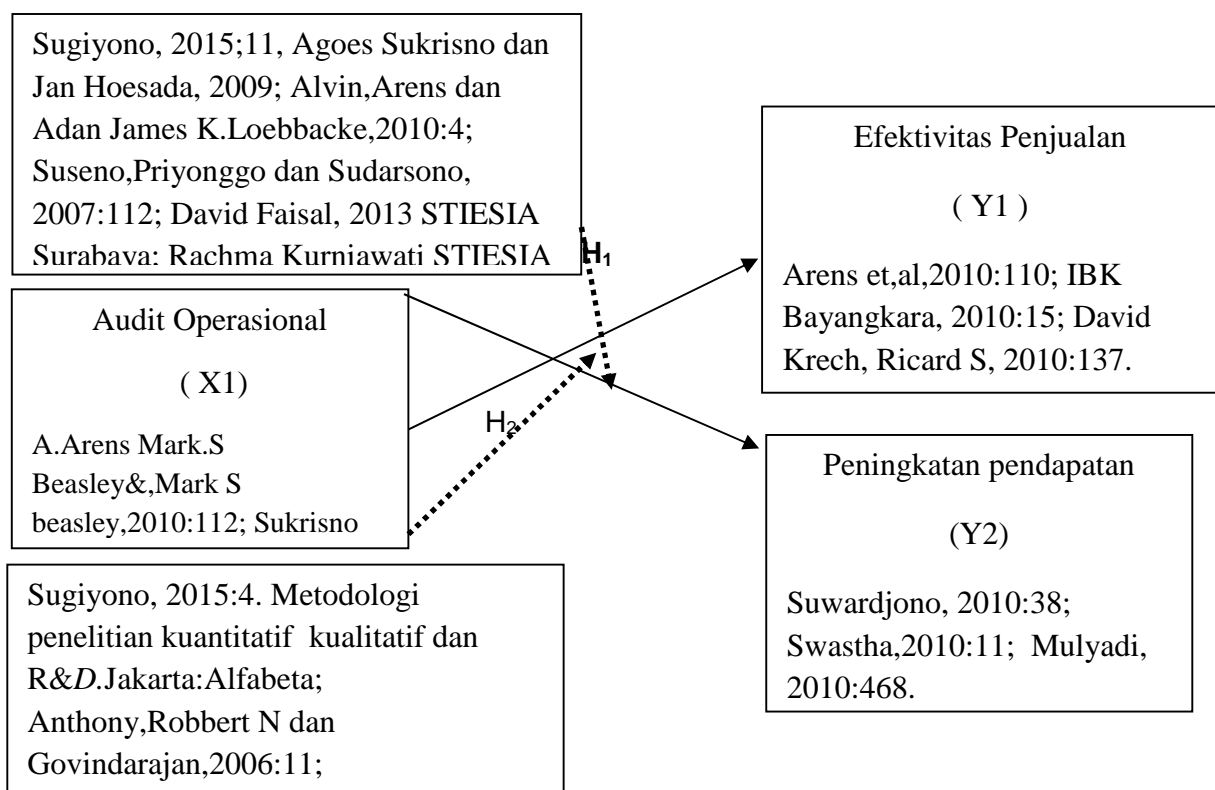 Sugiyono, 2015;11, Agoes Sukrisno dan
Jan Hoesada, 2009; Alvin,Arens dan
Adan James K.Loebbacke,2010:4;
Suseno,Priyonggo dan Sudarsono,
2007:112; David Faisal, 2013 STIESIA
Surabaya; Rachma Kurniawati STIESIA
H1
Audit Operasional
( X1)
A.Arens Mark.S
Beasley&,Mark S
beasley,2010:112; Sukrisno
H2
Sugiyono, 2015:4. Metodologi
penelitian kuantitatif kualitatif dan
R&D.Jakarta:Alfabeta;
Anthony,Robbert N dan
Govindarajan,2006:11;
Efektivitas Penjualan
( Y1 )
Arens et,al,2010:110; IBK
Bayangkara, 2010:15; David
Krech, Ricard S, 2010:137.
Peningkatan pendapatan
(Y2)
Suwardjono, 2010:38;
Swastha,2010:11; Mulyadi,
2010:468.